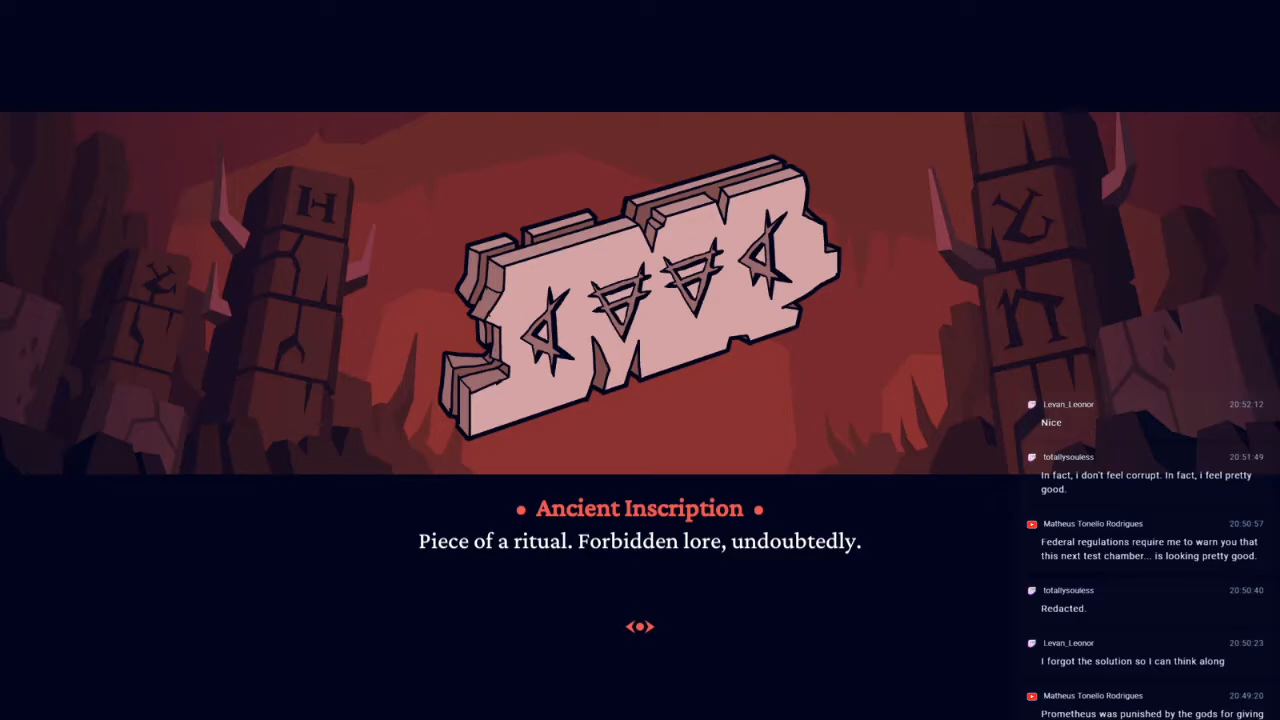 Ancient Inscription
Piece of a ritual. Forbidden lore, undoubtedly.
Levan_Leonor 20:52:12
Nice
totallysouless 20:51:49
In fact, i don't feel corrupt. In fact, i feel pretty
good.
Matheus Tonello Rodrigues 20:50:57
Federal regulations require me to warn you that
this next test chamber... is looking pretty good.
totallysouless 20:50:40
Redacted.
Levan_Leonor 20:50:23
I forgot the solution so I can think along
Matheus Tonello Rodrigues 20:49:20
Prometheus was punished by the gods for giving